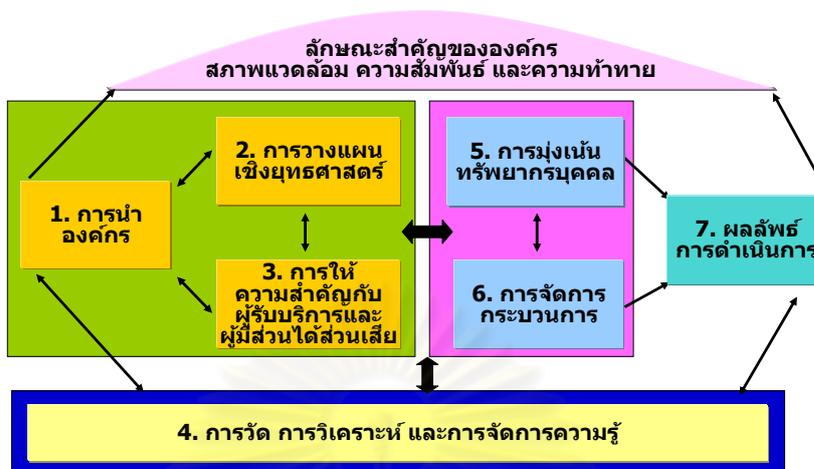 ลักษณะสำคัญขององค์กร
สภาพแวดล้อม ความสัมพันธ์ และความท้าทาย
1. การนำ
องค์กร
2. การวางแผน
เชิงยุทธศาสตร์
3. การให้
ความสำคัญกับ
ผู้รับบริการและ
ผู้มีส่วนได้ส่วนเสีย
5. การมุ่งเน้น
ทรัพยากรบุคคล
6. การจัดการ
กระบวนการ
7. ผลลัพธ์
การดำเนินการ
4. การวัด การวิเคราะห์ และการจัดการความรู้